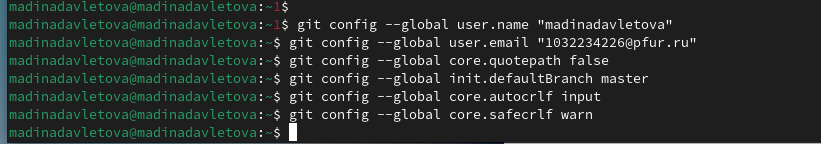 madinadavletova@madinadavletova:~1$
madinadavletova@madinadavletova:~1$ git config --global user.name "madinadavletova"
madinadavletova@madinadavletova:~$ git config --global user.email "1032234226@pfur.ru"
madinadavletova@madinadavletova:~$ git config --global core.quotepath false
madinadavletova@madinadavletova:~$ git config --global init.defaultBranch master
madinadavletova@madinadavletova:~$ git config --global core.autocrlf input
madinadavletova@madinadavletova:~$ git config --global core.safecrlf warn
madinadavletova@madinadavletova:~$